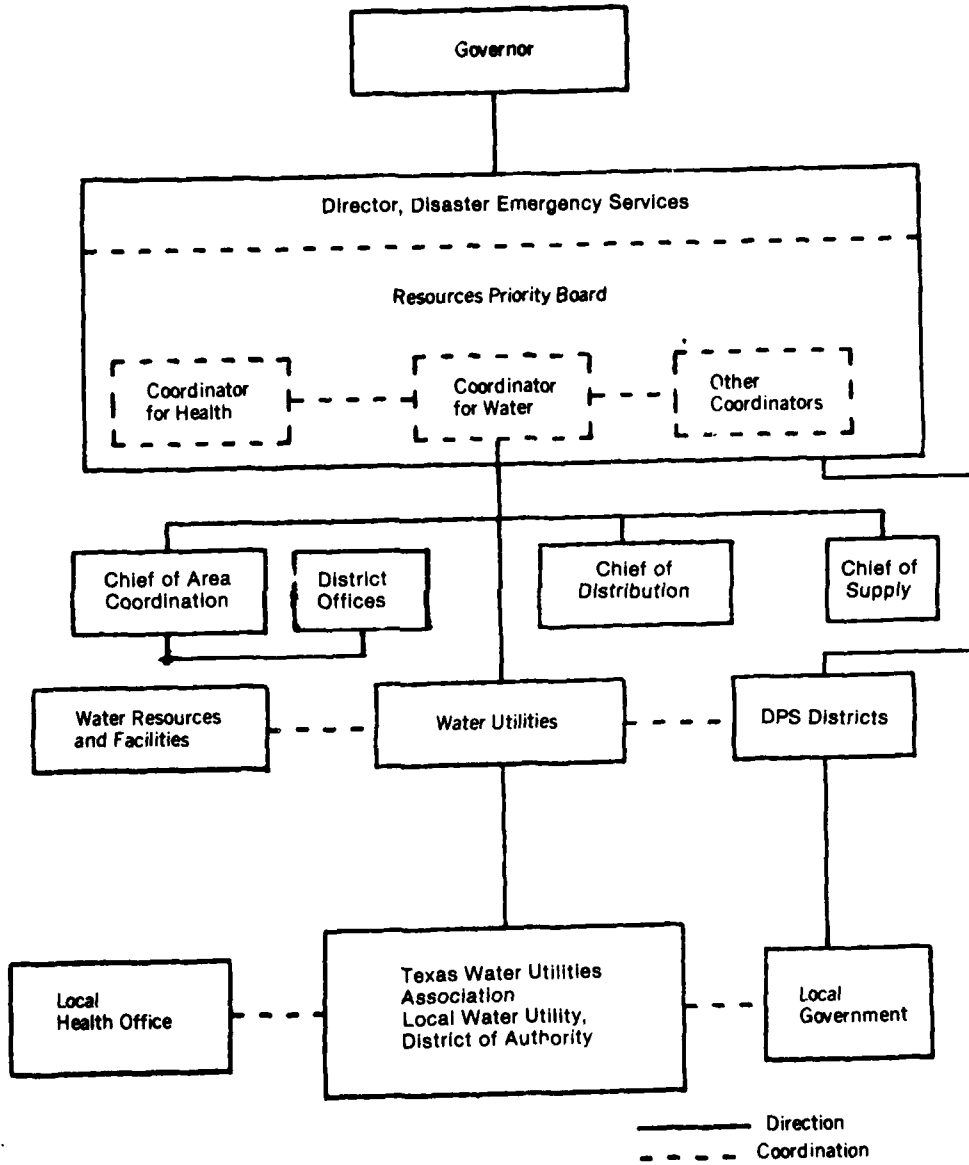 Governor
Director, Disaster Emergency Services
Resources Priority Board
Coordinator
for Health
Coordinator
for Water
Other
Coordinators
Chief of Area
Coordination
District
Offices
Chief of
Distribution
Chief of
Supply
Water Resources
and Facilities
Water Utilities
DPS Districts
Local
Health Office
Texas Water Utilities
Association
Local Water Utility,
District of Authority
Local
Government
Direction
Coordination